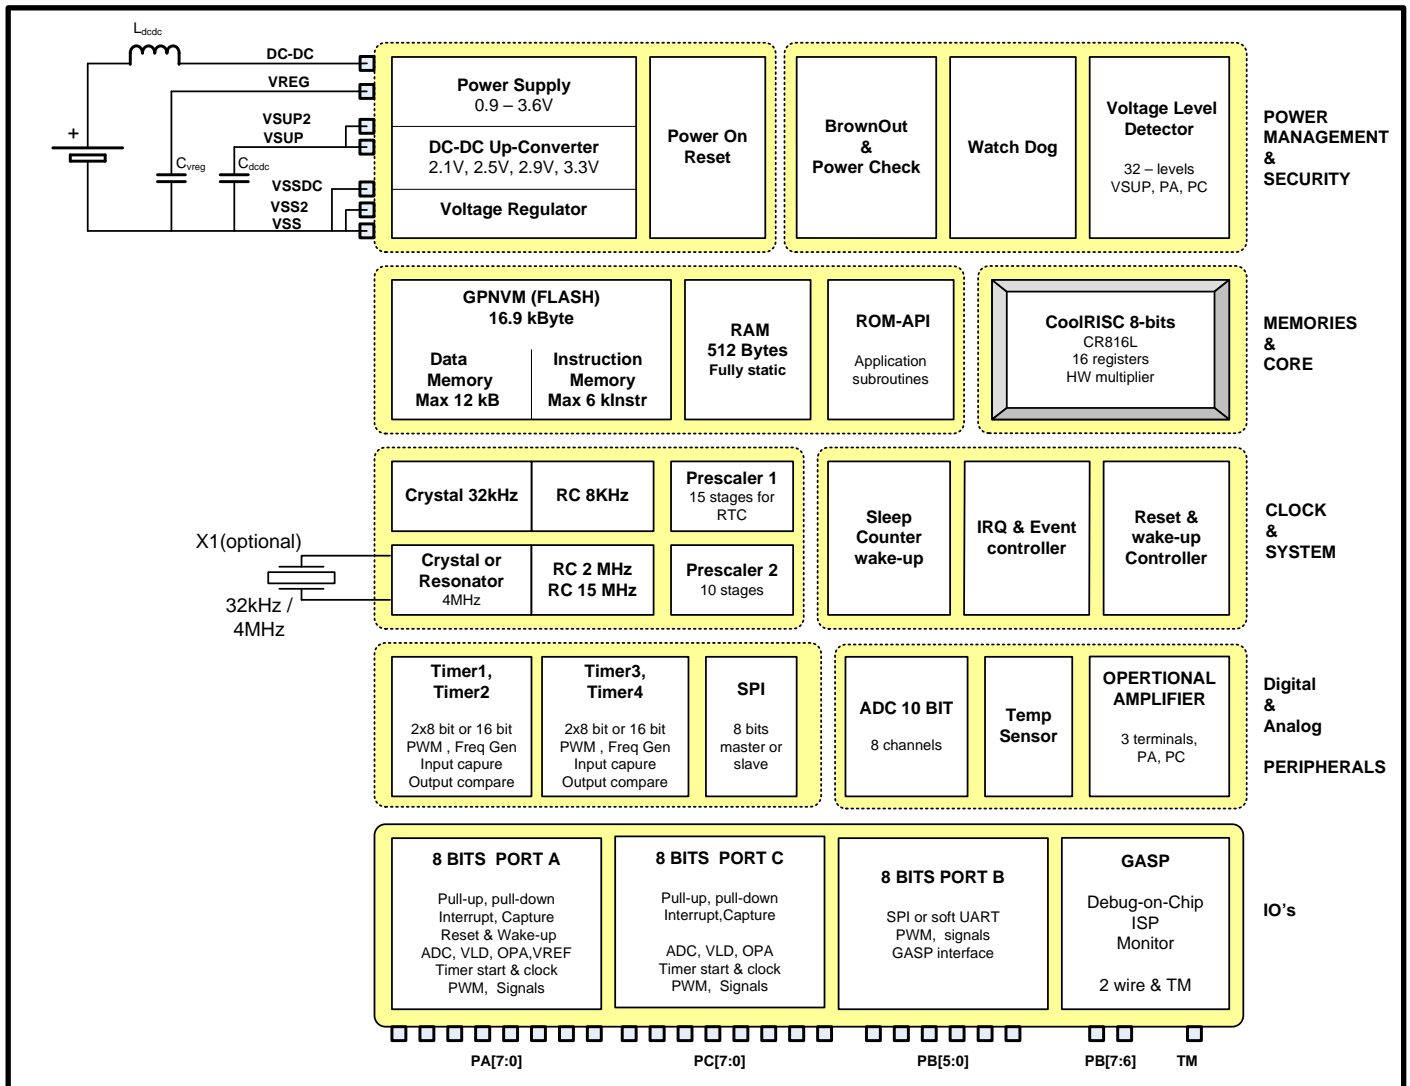 Ldcdc
DC-DC
VREG
VSUP2
VSUP
+
Cvreg
Cdcdc
VSSDC
VSS2
VSS
Power Supply
0.9 – 3.6V
DC-DC Up-Converter
2.1V, 2.5V, 2.9V, 3.3V
Voltage Regulator
Power On
Reset
BrownOut
&
Power Check
Watch Dog
Voltage Level
Detector
32 – levels
VSUP, PA, PC
POWER
MANAGEMENT
&
SECURITY
GPNVM (FLASH)
16.9 kByte
Data
Memory
Max 12 kB
Instruction
Memory
Max 6 kInstr
RAM
512 Bytes
Fully static
ROM-API
Application
subroutines
CoolRISC 8-bits
CR816L
16 registers
HW multiplier
MEMORIES
&
CORE
Crystal 32kHz
RC 8KHz
Prescaler 1
15 stages for
RTC
X1(optional)
32kHz /
4MHz
Crystal or
Resonator
4MHz
RC 2 MHz
RC 15 MHz
Prescaler 2
10 stages
Sleep
Counter
wake-up
IRQ & Event
controller
Reset &
wake-up
Controller
CLOCK
&
SYSTEM
Timer1,
Timer2
2x8 bit or 16 bit
PWM , Freq Gen
Input capure
Output compare
Timer3,
Timer4
2x8 bit or 16 bit
PWM , Freq Gen
Input capure
Output compare
SPI
8 bits
master or
slave
ADC 10 BIT
8 channels
Temp
Sensor
OPERTIONAL
AMPLIFIER
3 terminals,
PA, PC
Digital
&
Analog
PERIPHERALS
8 BITS PORT A
Pull-up, pull-down
Interrupt, Capture
Reset & Wake-up
ADC, VLD, OPA,VREF
Timer start & clock
PWM, Signals
8 BITS PORT C
Pull-up, pull-down
Interrupt,Capture
ADC, VLD, OPA
Timer start & clock
PWM, Signals
8 BITS PORT B
SPI or soft UART
PWM, signals
GASP interface
GASP
Debug-on-Chip
ISP
Monitor
2 wire & TM
IO's
PA[7:0]
PC[7:0]
PB[5:0]
PB[7:6]
TM